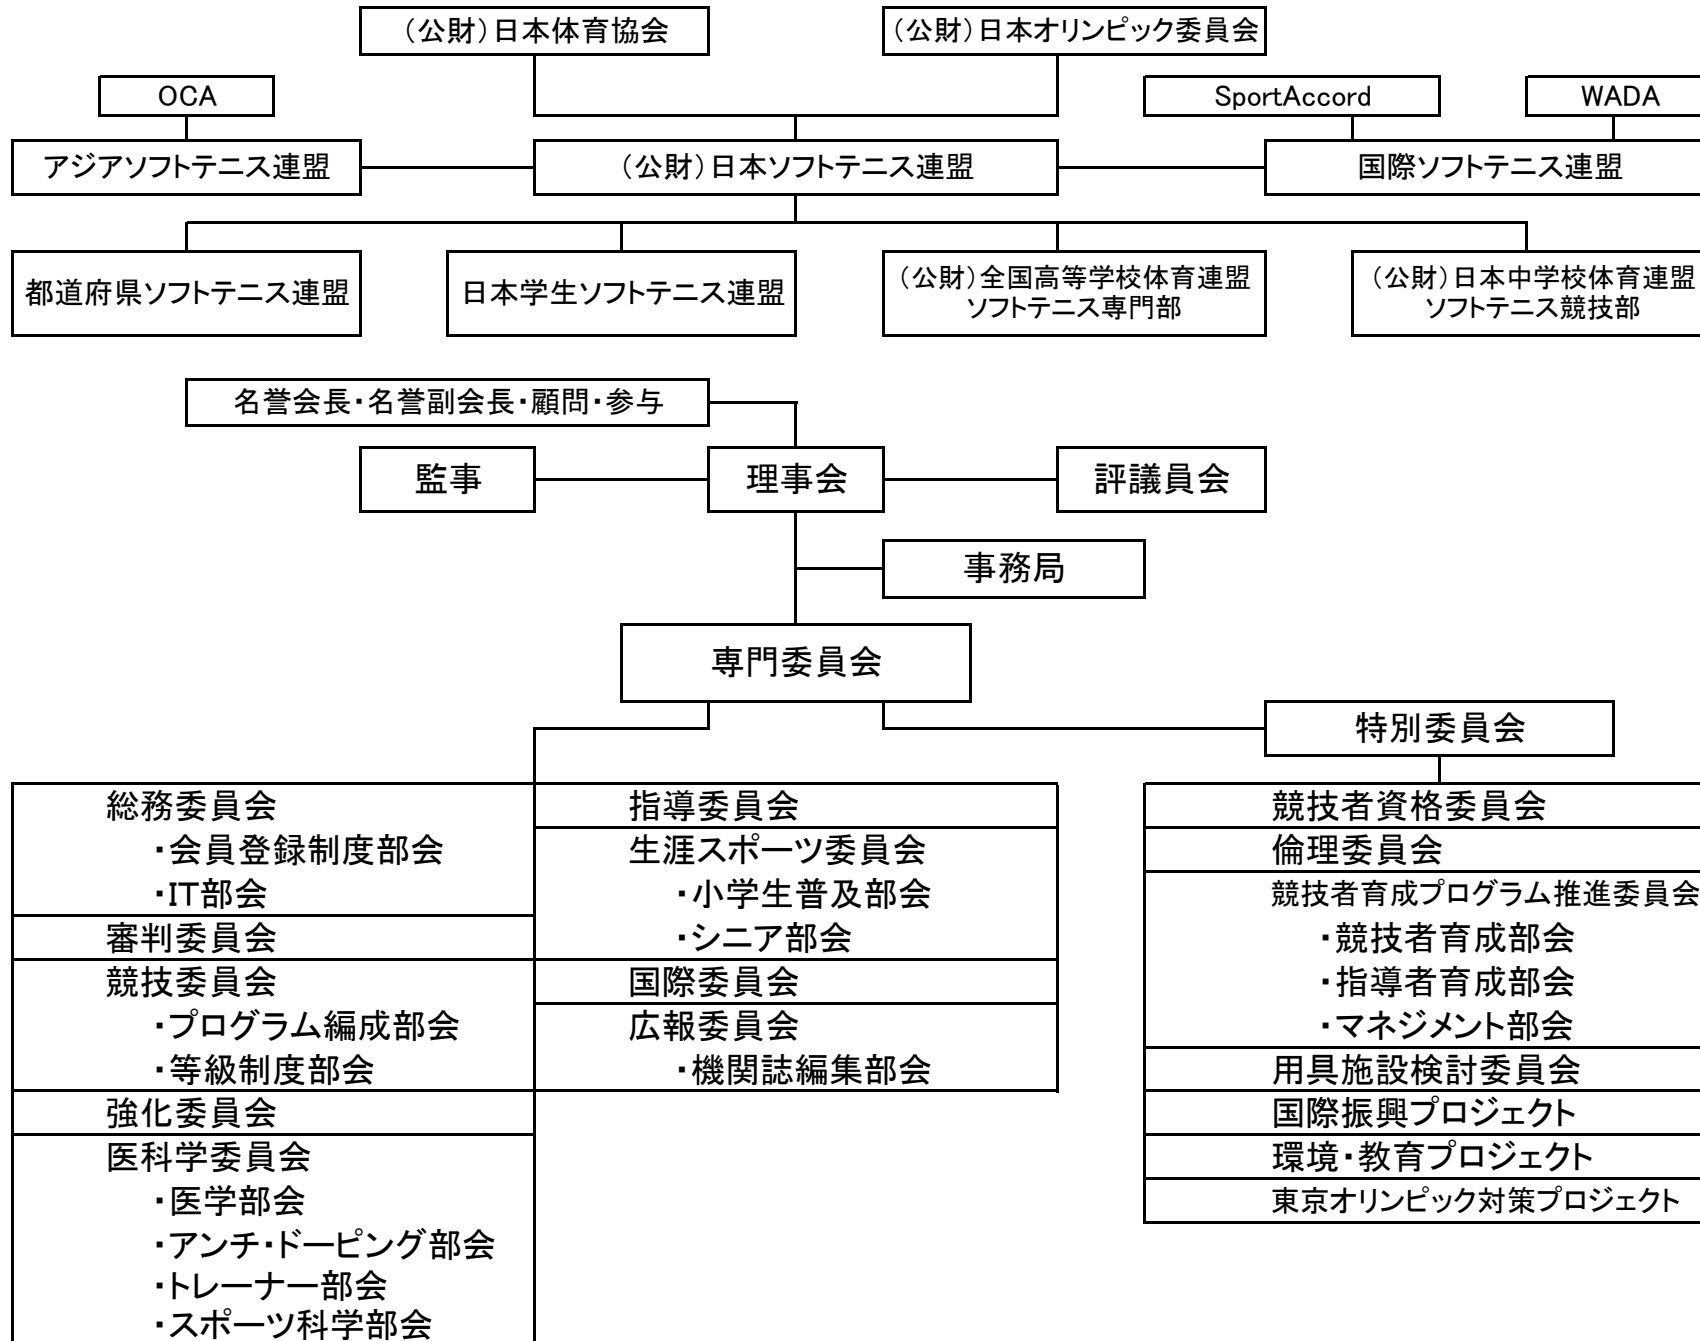 （公財）日本体育協会
（公財）日本オリンピック委員会
OCA
SportAccord
WADA
アジアソフトテニス連盟
（公財）日本ソフトテニス連盟
国際ソフトテニス連盟
都道府県ソフトテニス連盟
日本学生ソフトテニス連盟
（公財）全国高等学校体育連盟
ソフトテニス専門部
（公財）日本中学校体育連盟
ソフトテニス競技部
名誉会長・名誉副会長・顧問・参与
監事
理事会
評議員会
事務局
専門委員会
特別委員会
総務委員会
・会員登録制度部会
・IT部会
審判委員会
競技委員会
・プログラム編成部会
・等級制度部会
強化委員会
医科学委員会
・医学部会
・アンチ・ドーピング部会
・トレーナー部会
・スポーツ科学部会
指導委員会
生涯スポーツ委員会
・小学生普及部会
・シニア部会
国際委員会
広報委員会
・機関誌編集部会
競技者資格委員会
倫理委員会
競技者育成プログラム推進委員会
・競技者育成部会
・指導者育成部会
・マネジメント部会
用具施設検討委員会
国際振興プロジェクト
環境・教育プロジェクト
東京オリンピック対策プロジェクト